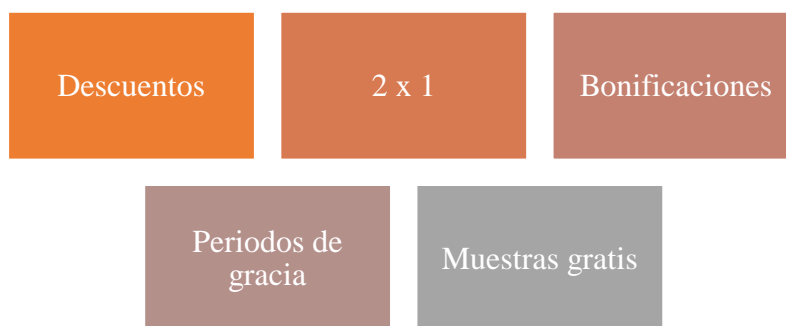 Descuentos
2 x 1
Bonificaciones
Periodos de
gracia
Muestras gratis